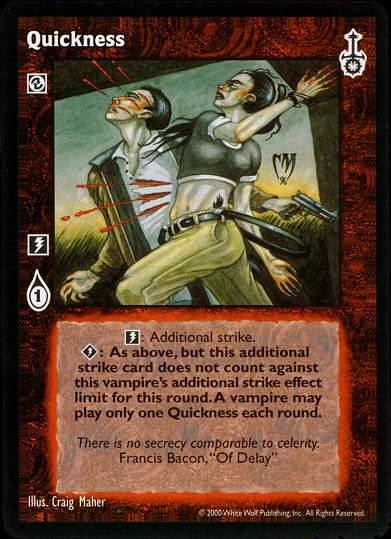 Quickness
CM
96
1
: Additional strike.
: As above, but this additional
strike card does not count against
this vampire's additional strike effect
limit for this round. A vampire may
play only one Quickness each round.
There is no secrecy comparable to celerity.
Francis Bacon, "Of Delay"
Illus. Craig Maher
© 2000 White Wolf Publishing, Inc. All Rights Reserved.